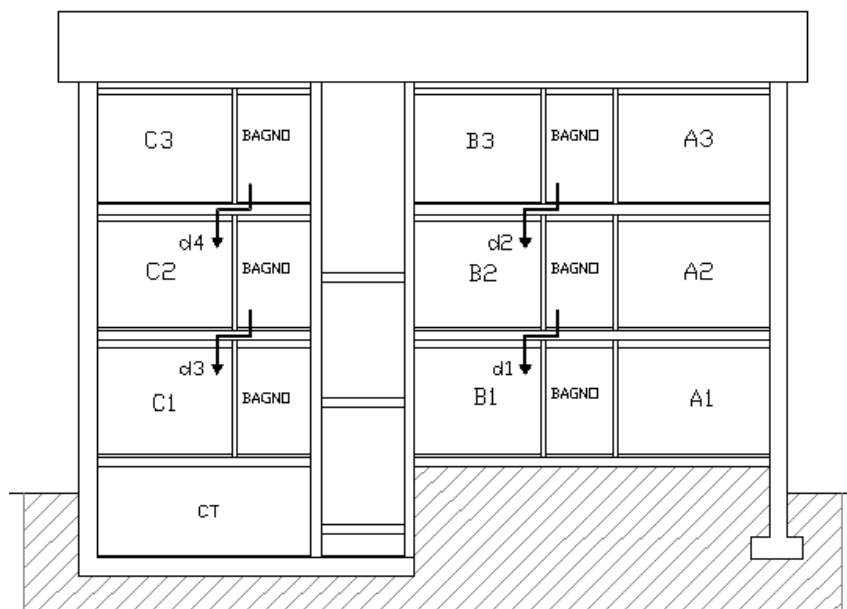 C3 BAGNO B3 BAGNO A3
d4 d2
C2 BAGNO B2 BAGNO A2
d3 d1
C1 BAGNO B1 BAGNO A1
CT